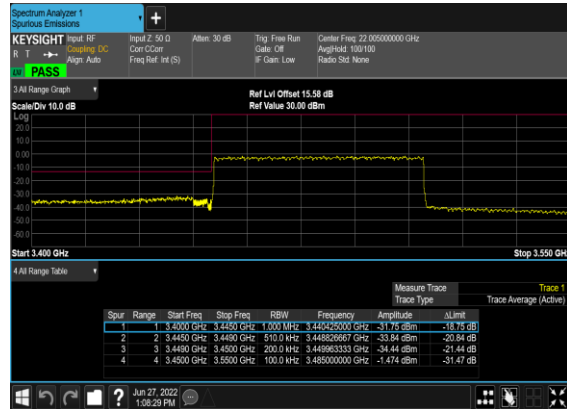 Spectrum Analyzer 1
Spurious Emissions
KEYSIGHT Input: RF Input Z: 50 Ω Atten: 30 dB Trig: Free Run Center Freq: 22.005000000 GHz
R T Coupling: DC Corr CCorr Gate: Off Avg|Hold: 100/100
Align: Auto Freq Ref: Int (S) IF Gain: Low Radio Std: None
PASS
3 All Range Graph
Ref Lvl Offset 15.58 dB
Scale/Div 10.0 dB Ref Value 30.00 dBm
Log
20.0
10.0
0.00
-10.0
-20.0
-30.0
-40.0
-50.0
-60.0
Start 3.400 GHz Stop 3.550 GH
4 All Range Table
Measure Trace Trace 1
Trace Type Trace Average (Active)
Spur Range Start Freq Stop Freq RBW Frequency Amplitude ΔLimit
1 1 3.4000 GHz 3.4450 GHz 1.000 MHz 3.440425000 GHz -31.75 dBm -18.75 dB
2 2 3.4450 GHz 3.4490 GHz 510.0 kHz 3.448826667 GHz -33.84 dBm -20.84 dB
3 3 3.4490 GHz 3.4500 GHz 200.0 kHz 3.449963333 GHz -34.44 dBm -21.44 dB
4 4 3.4500 GHz 3.5500 GHz 100.0 kHz 3.485000000 GHz -1.474 dBm -31.47 dB
Jun 27, 2022
1:08:29 PM